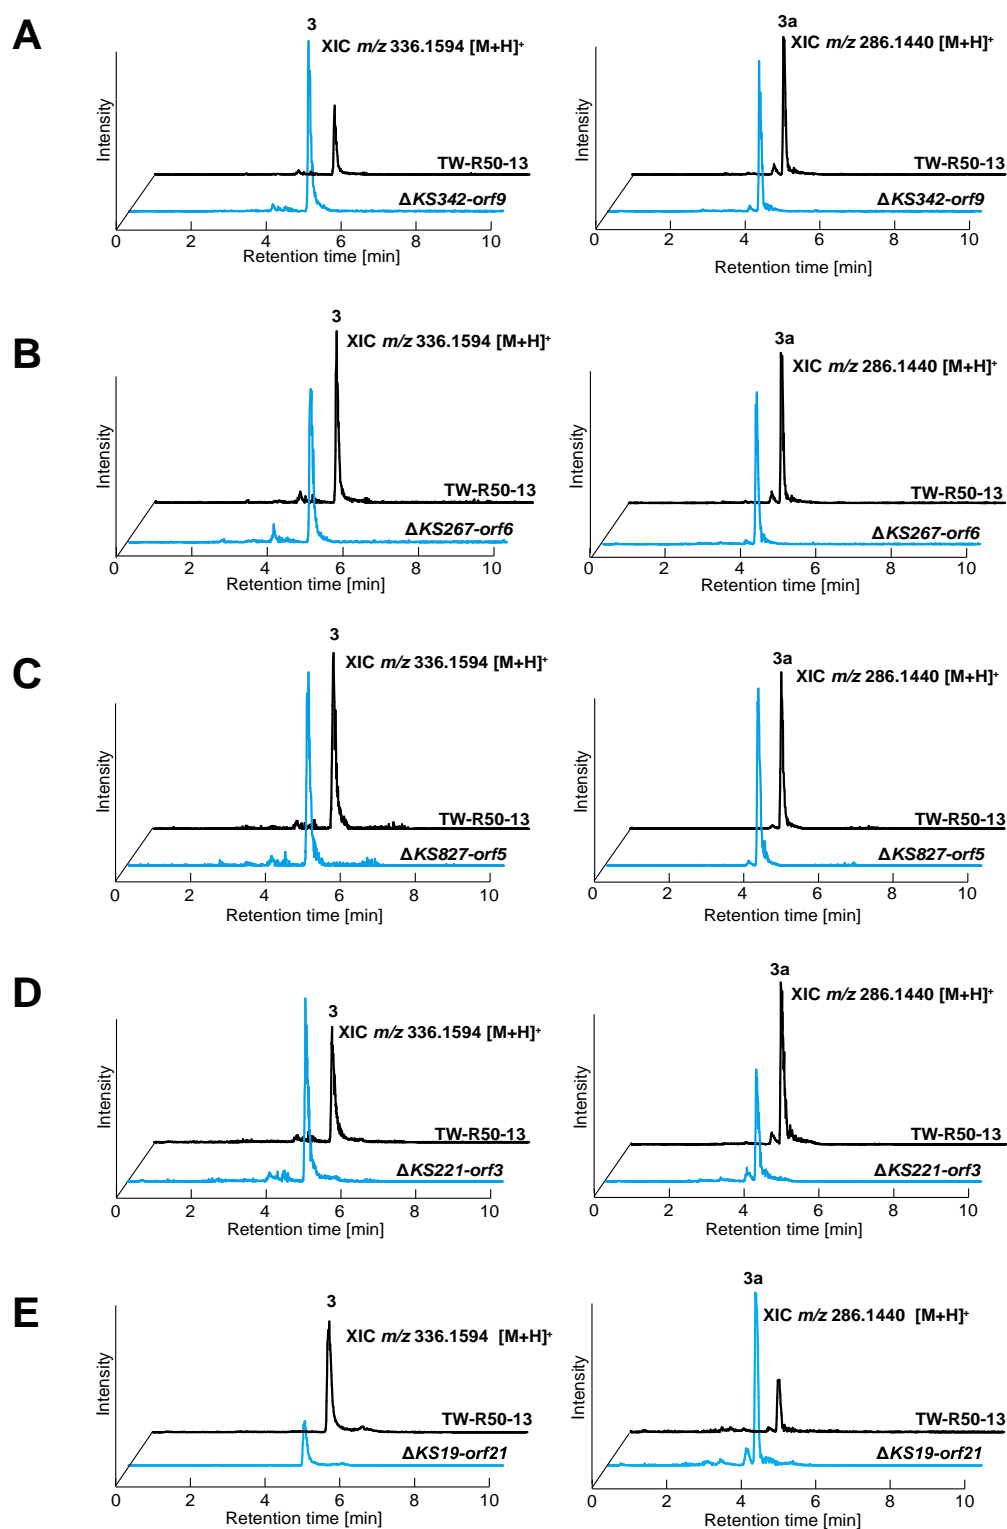 A
3
XIC m/z 336.1594 [M+H]+
Intensity
TW-R50-13
ΔKS342-orf9
0 2 4 6 8 10
Retention time [min]
3a
XIC m/z 286.1440 [M+H]+
Intensity
TW-R50-13
ΔKS342-orf9
0 2 4 6 8 10
Retention time [min]
B
3
XIC m/z 336.1594 [M+H]+
Intensity
TW-R50-13
ΔKS267-orf6
0 2 4 6 8 10
Retention time [min]
3a
XIC m/z 286.1440 [M+H]+
Intensity
TW-R50-13
ΔKS267-orf6
0 2 4 6 8 10
Retention time [min]
C
3
XIC m/z 336.1594 [M+H]+
Intensity
TW-R50-13
ΔKS827-orf5
0 2 4 6 8 10
Retention time [min]
3a
XIC m/z 286.1440 [M+H]+
Intensity
TW-R50-13
ΔKS827-orf5
0 2 4 6 8 10
Retention time [min]
D
3
XIC m/z 336.1594 [M+H]+
Intensity
TW-R50-13
ΔKS221-orf3
0 2 4 6 8 10
Retention time [min]
3a
XIC m/z 286.1440 [M+H]+
Intensity
TW-R50-13
ΔKS221-orf3
0 2 4 6 8 10
Retention time [min]
E
3
XIC m/z 336.1594 [M+H]+
Intensity
TW-R50-13
ΔKS19-orf21
0 2 4 6 8 10
Retention time [min]
3a
XIC m/z 286.1440 [M+H]+
Intensity
TW-R50-13
ΔKS19-orf21
0 2 4 6 8 10
Retention time [min]